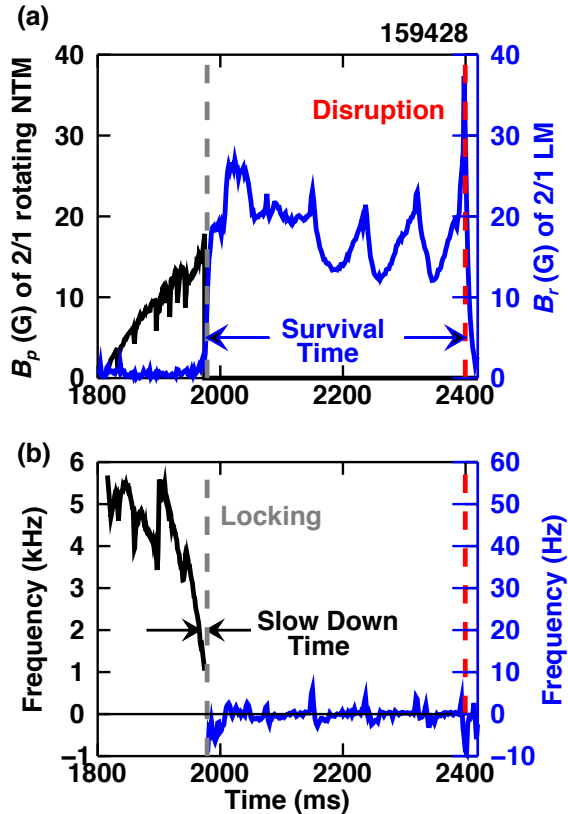 (a)
159428
B_p (G) of 2/1 rotating NTM
40
30
20
10
0
Disruption
Survival
Time
40
30
20
10
0
B_r (G) of 2/1 LM
1800
2000
2200
2400
(b)
Frequency (kHz)
6
5
4
3
2
1
0
−1
Locking
Slow Down
Time
60
50
40
30
20
10
0
−10
Frequency (Hz)
1800
2000
2200
2400
Time (ms)